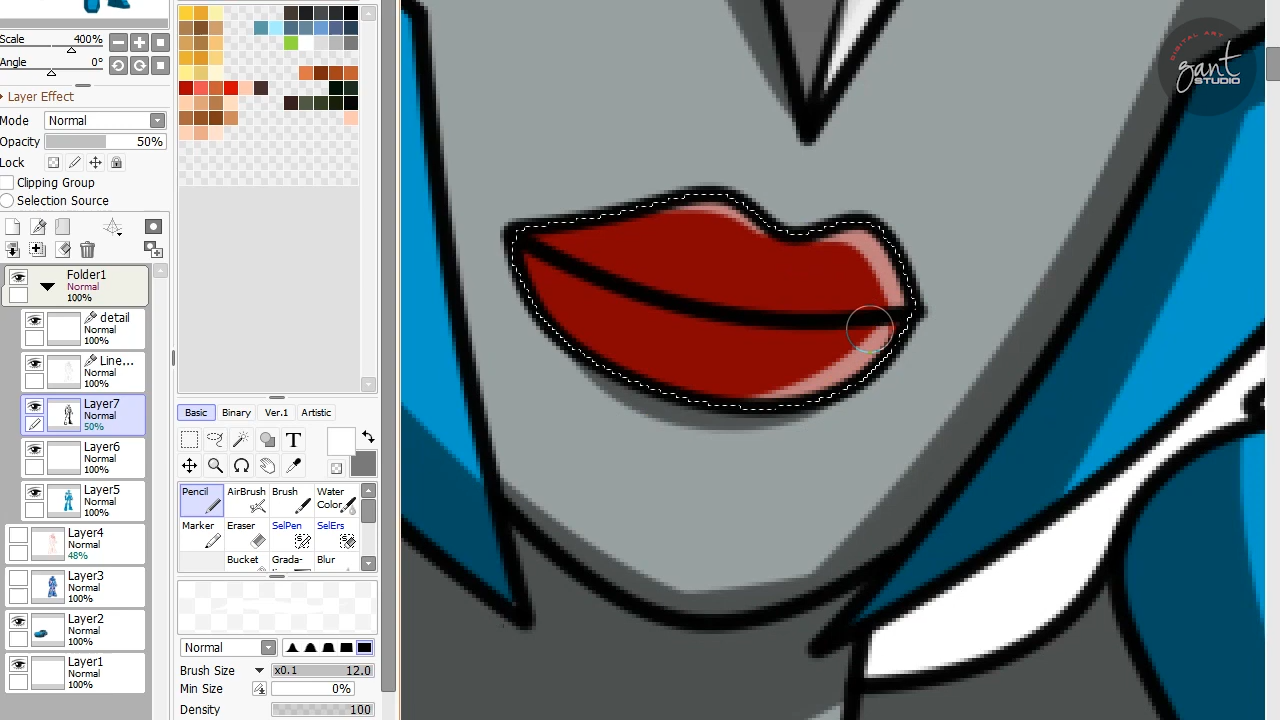 Scale 400%
Angle 0°
Layer Effect
Mode Normal
Opacity 50%
Lock
Clipping Group
Selection Source
Folder1
Normal
100%
detail
Normal
100%
Line...
Normal
100%
Layer7
Normal
50%
Layer6
Normal
100%
Layer5
Normal
100%
Layer4
Normal
48%
Layer3
Normal
100%
Layer2
Normal
100%
Layer1
Normal
100%
Basic Binary Ver.1 Artistic
T
Pencil AirBrush Brush Water Color
Marker Eraser SelPen SelErs
Bucket Grada- Blur
Normal
Brush Size x0.1 12.0
Min Size 0%
Density 100
DIGITAL ART
gant
STUDIO